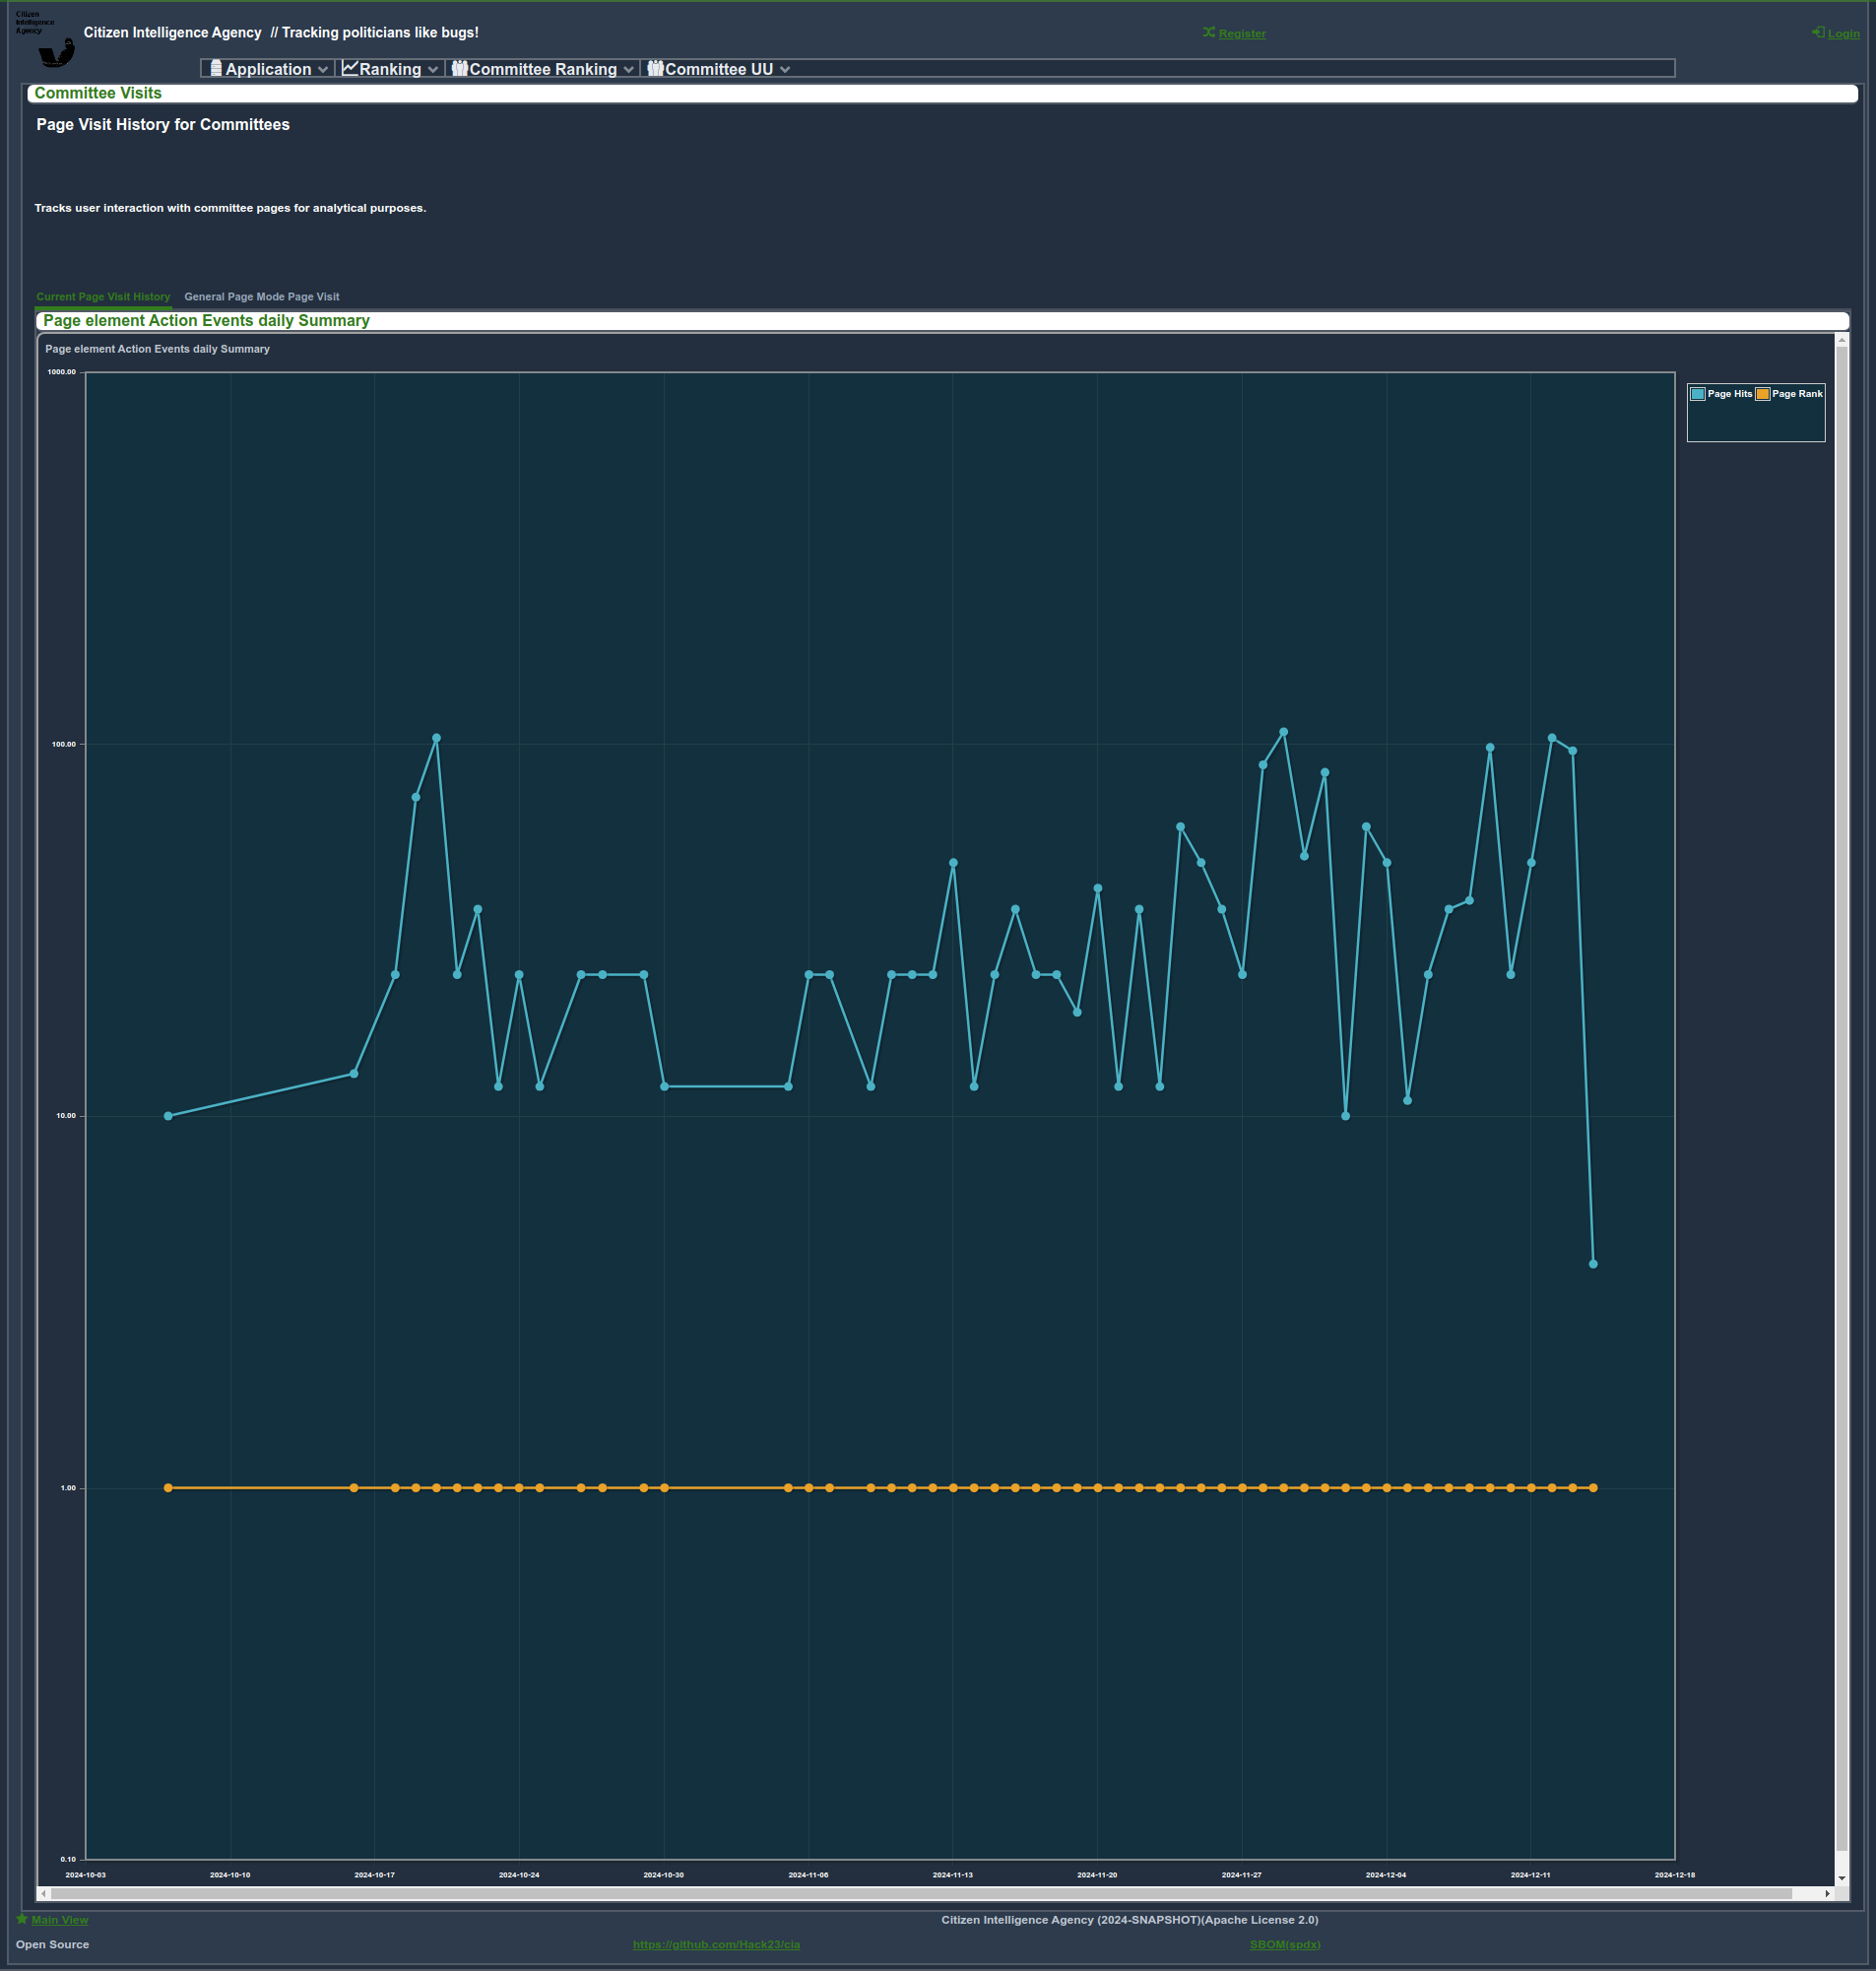 Citizen
Intelligence
Agency
Citizen Intelligence Agency // Tracking politicians like bugs!
Register
Login
Application
Ranking
Committee Ranking
Committee UU
Committee Visits
Page Visit History for Committees
Tracks user interaction with committee pages for analytical purposes.
Current Page Visit History
General Page Mode Page Visit
Page element Action Events daily Summary
Page element Action Events daily Summary
1000.00
Page Hits Page Rank
100.00
10.00
1.00
0.10
2024-10-03 2024-10-10 2024-10-17 2024-10-24 2024-10-30 2024-11-06 2024-11-13 2024-11-20 2024-11-27 2024-12-04 2024-12-11 2024-12-18
Main View
Citizen Intelligence Agency (2024-SNAPSHOT)(Apache License 2.0)
Open Source
https://github.com/Hack23/cia
SBOM(spdx)